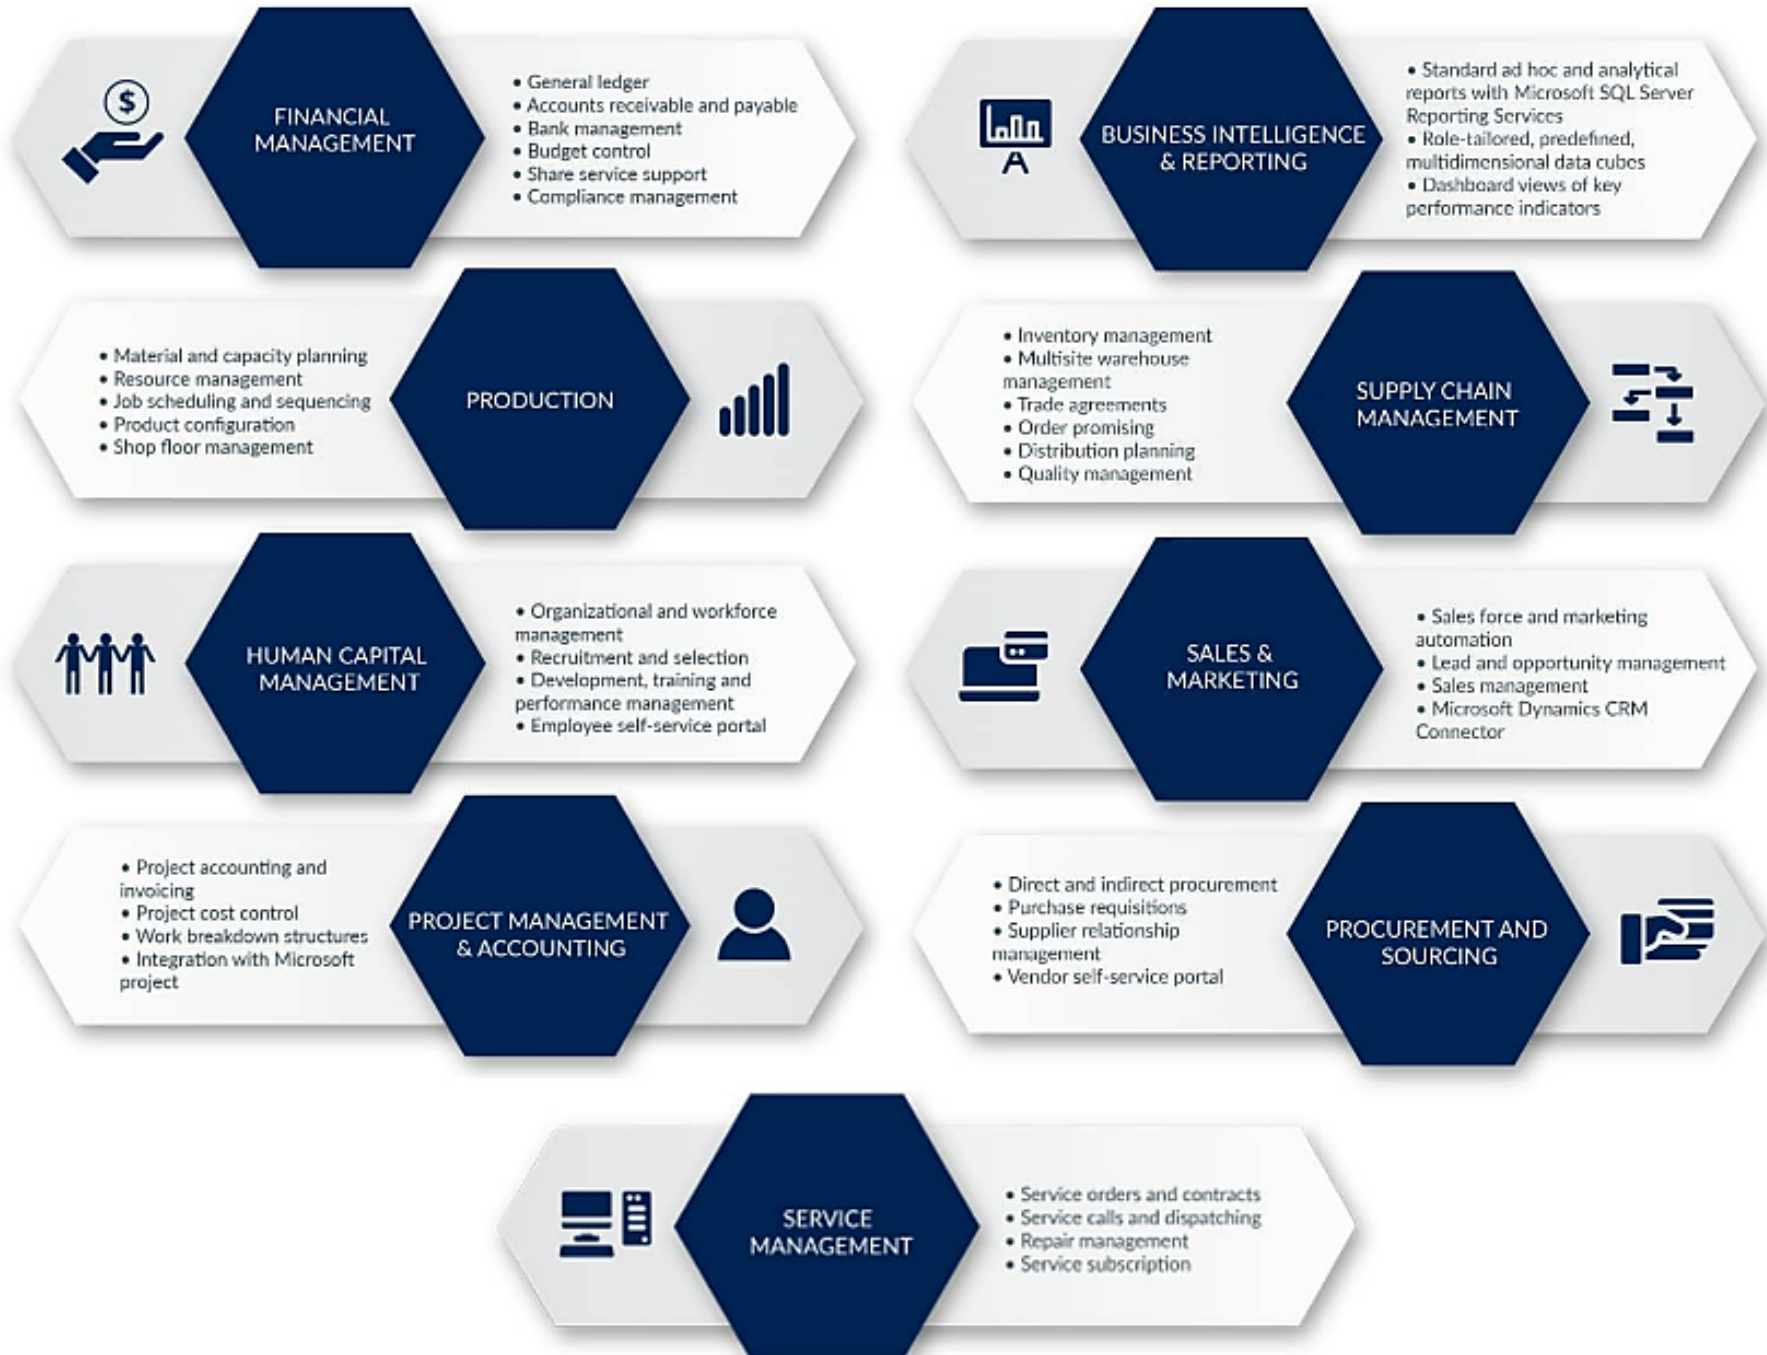 FINANCIAL
MANAGEMENT
• General ledger
• Accounts receivable and payable
• Bank management
• Budget control
• Share service support
• Compliance management
BUSINESS INTELLIGENCE
& REPORTING
• Standard ad hoc and analytical
reports with Microsoft SQL Server
Reporting Services
• Role-tailored, predefined,
multidimensional data cubes
• Dashboard views of key
performance indicators
• Material and capacity planning
• Resource management
• Job scheduling and sequencing
• Product configuration
• Shop floor management
PRODUCTION
• Inventory management
• Multisite warehouse
management
• Trade agreements
• Order promising
• Distribution planning
• Quality management
SUPPLY CHAIN
MANAGEMENT
HUMAN CAPITAL
MANAGEMENT
• Organizational and workforce
management
• Recruitment and selection
• Development, training and
performance management
• Employee self-service portal
SALES &
MARKETING
• Sales force and marketing
automation
• Lead and opportunity management
• Sales management
• Microsoft Dynamics CRM
Connector
• Project accounting and
invoicing
• Project cost control
• Work breakdown structures
• Integration with Microsoft
project
PROJECT MANAGEMENT
& ACCOUNTING
• Direct and indirect procurement
• Purchase requisitions
• Supplier relationship
management
• Vendor self-service portal
PROCUREMENT AND
SOURCING
SERVICE
MANAGEMENT
• Service orders and contracts
• Service calls and dispatching
• Repair management
• Service subscription